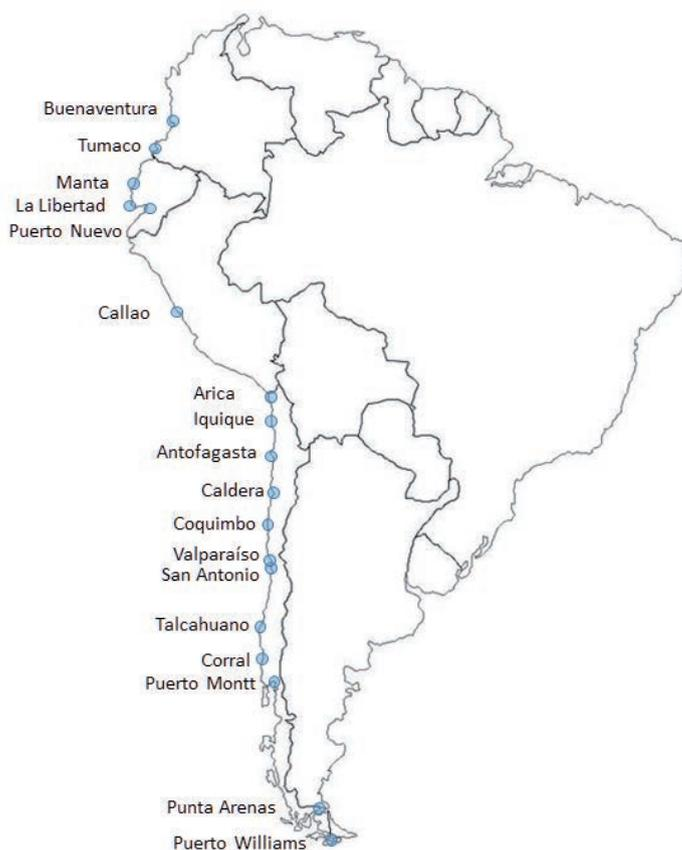 Buenaventura
Tumaco
Manta
La Libertad
Puerto Nuevo
Callao
Arica
Iquique
Antofagasta
Caldera
Coquimbo
Valparaíso
San Antonio
Talcahuano
Corral
Puerto Montt
Punta Arenas
Puerto Williams